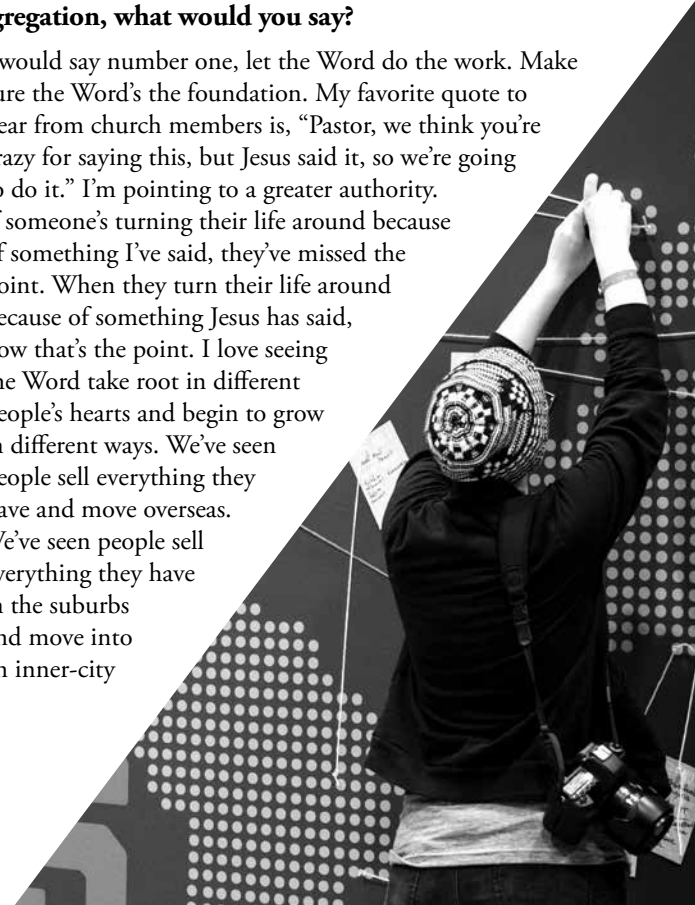 gregation, what would you say?
would say number one, let the Word do the work. Make
ure the Word’s the foundation. My favorite quote to
ear from church members is, “Pastor, we think you’re
razy for saying this, but Jesus said it, so we’re going
o do it.” I’m pointing to a greater authority.
f someone’s turning their life around because
f something I’ve said, they’ve missed the
oint. When they turn their life around
ecause of something Jesus has said,
ow that’s the point. I love seeing
he Word take root in different
eople’s hearts and begin to grow
n different ways. We’ve seen
eople sell everything they
ave and move overseas.
e’ve seen people sell
verything they have
n the suburbs
nd move into
n inner-city